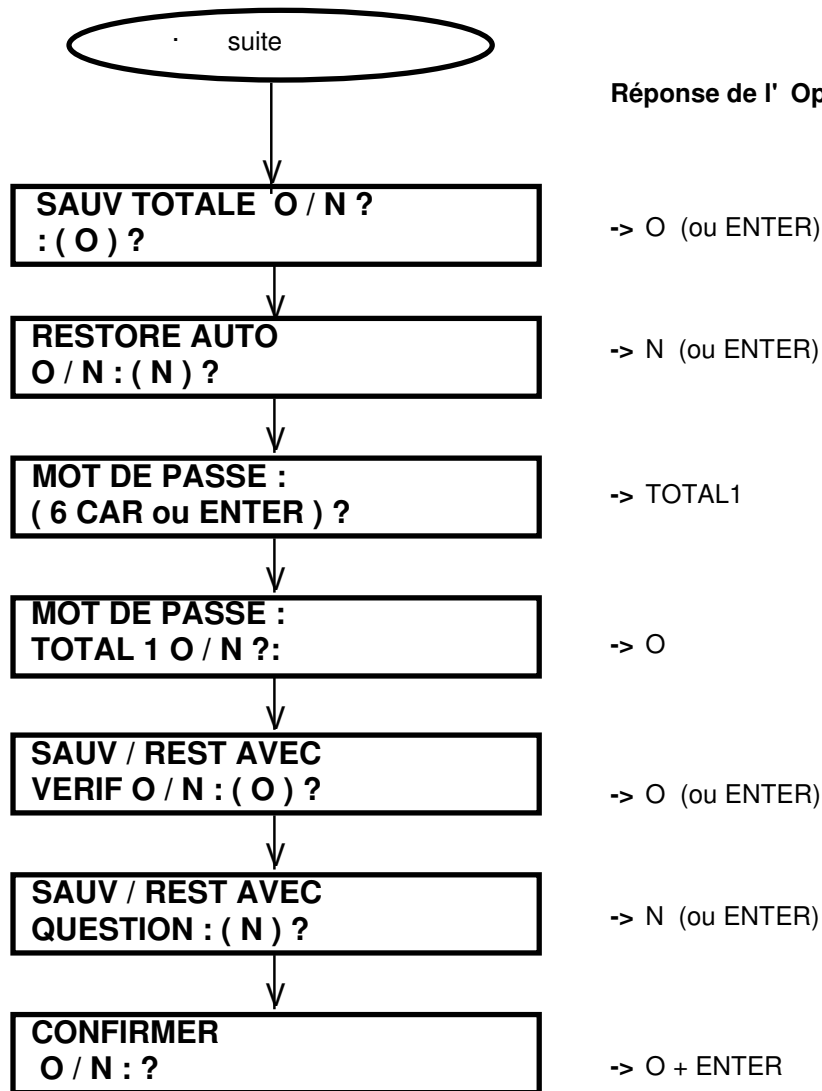 · suite
Réponse de l' Op
SAUV TOTALE O / N ?
: ( O ) ?
-> O (ou ENTER)
RESTORE AUTO
O / N : ( N ) ?
-> N (ou ENTER)
MOT DE PASSE :
( 6 CAR ou ENTER ) ?
-> TOTAL1
MOT DE PASSE :
TOTAL 1 O / N ?:
-> O
SAUV / REST AVEC
VERIF O / N : ( O ) ?
-> O (ou ENTER)
SAUV / REST AVEC
QUESTION : ( N ) ?
-> N (ou ENTER)
CONFIRMER
O / N : ?
-> O + ENTER